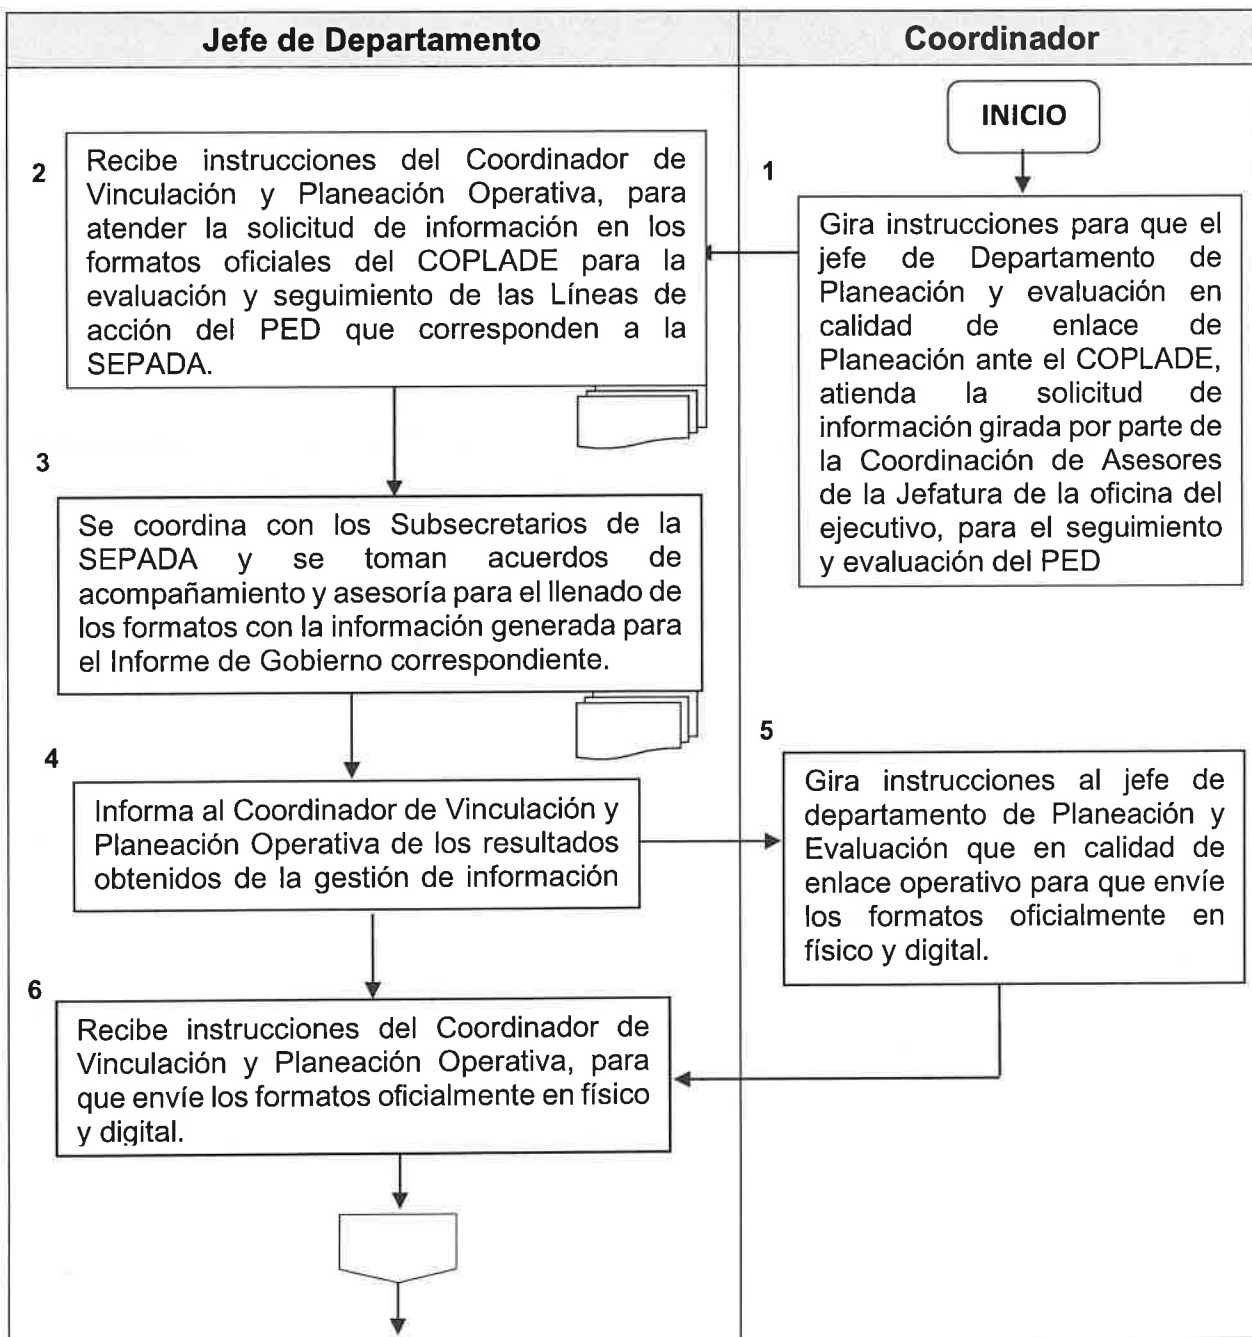 Jefe de Departamento
Coordinador
INICIO
1
Gira instrucciones para que el
jefe de Departamento de
Planeación y evaluación en
calidad de enlace de
Planeación ante el COPLADE,
atienda la solicitud de
información girada por parte de
la Coordinación de Asesores
de la Jefatura de la oficina del
ejecutivo, para el seguimiento
y evaluación del PED
2
Recibe instrucciones del Coordinador de
Vinculación y Planeación Operativa, para
atender la solicitud de información en los
formatos oficiales del COPLADE para la
evaluación y seguimiento de las Líneas de
acción del PED que corresponden a la
SEPADA.
3
Se coordina con los Subsecretarios de la
SEPADA y se toman acuerdos de
acompañamiento y asesoría para el llenado de
los formatos con la información generada para
el Informe de Gobierno correspondiente.
4
Informa al Coordinador de Vinculación y
Planeación Operativa de los resultados
obtenidos de la gestión de información
5
Gira instrucciones al jefe de
departamento de Planeación y
Evaluación que en calidad de
enlace operativo para que envíe
los formatos oficialmente en
físico y digital.
6
Recibe instrucciones del Coordinador de
Vinculación y Planeación Operativa, para
que envíe los formatos oficialmente en físico
y digital.